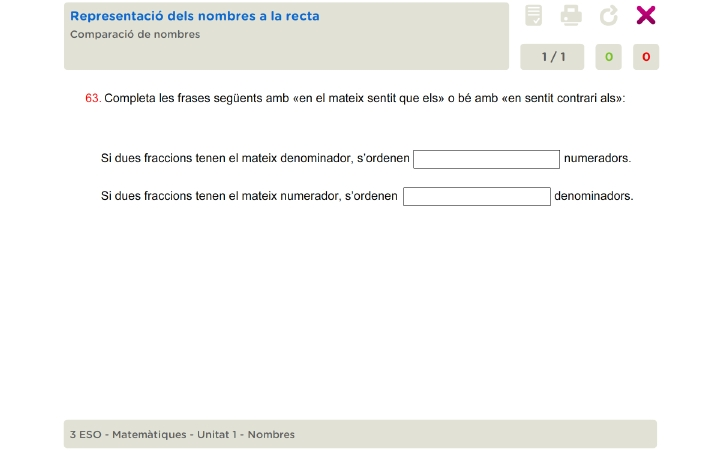 Representació dels nombres a la recta
Comparació de nombres
1 / 1 0 0
63. Completa les frases següents amb «en el mateix sentit que els» o bé amb «en sentit contrari als»:
Si dues fraccions tenen el mateix denominador, s'ordenen numeradors.
Si dues fraccions tenen el mateix numerador, s'ordenen denominadors.
3 ESO - Matemàtiques - Unitat 1 - Nombres